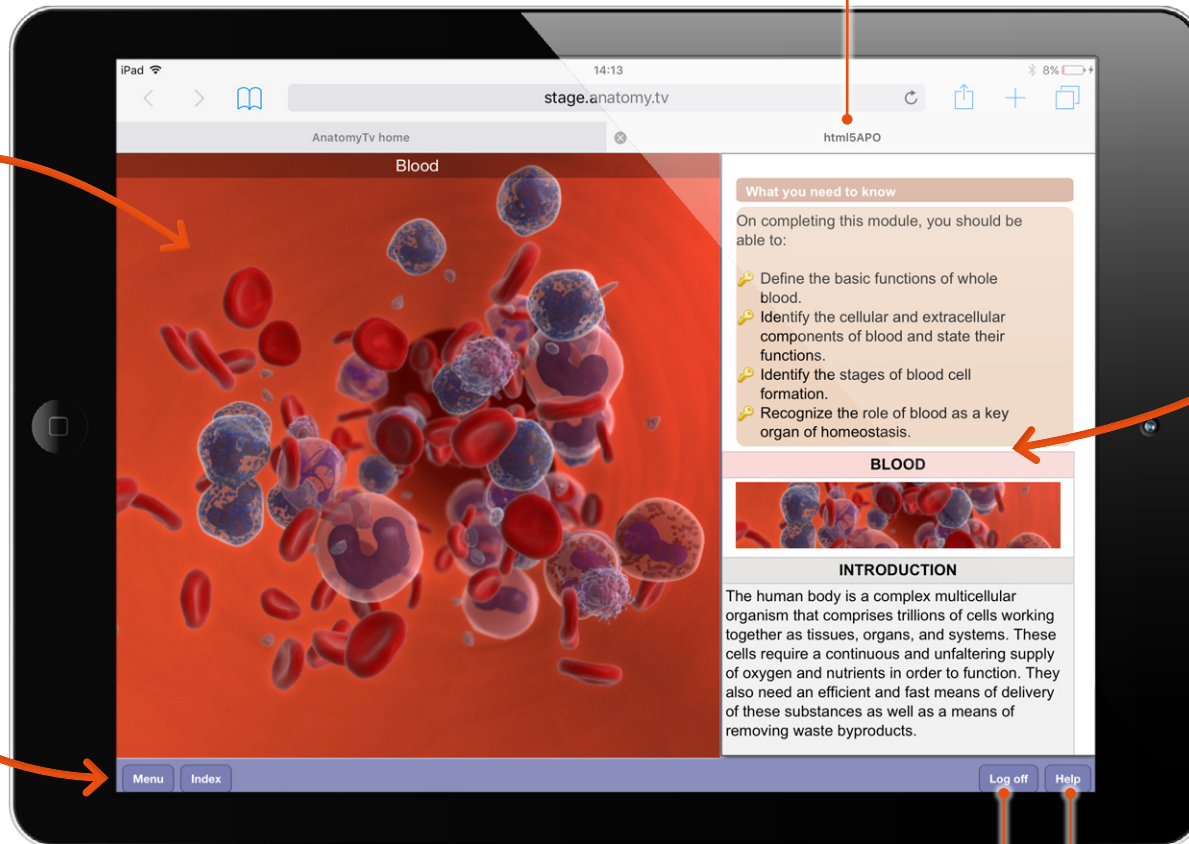 iPad 14:13 8%
stage.anatomy.tv
AnatomyTv home html5APO
Blood
What you need to know
On completing this module, you should be
able to:
Define the basic functions of whole
blood.
Identify the cellular and extracellular
components of blood and state their
functions.
Identify the stages of blood cell
formation.
Recognize the role of blood as a key
organ of homeostasis.
BLOOD
INTRODUCTION
The human body is a complex multicellular
organism that comprises trillions of cells working
together as tissues, organs, and systems. These
cells require a continuous and unfaltering supply
of oxygen and nutrients in order to function. They
also need an efficient and fast means of delivery
of these substances as well as a means of
removing waste byproducts.
Menu Index Log off Help